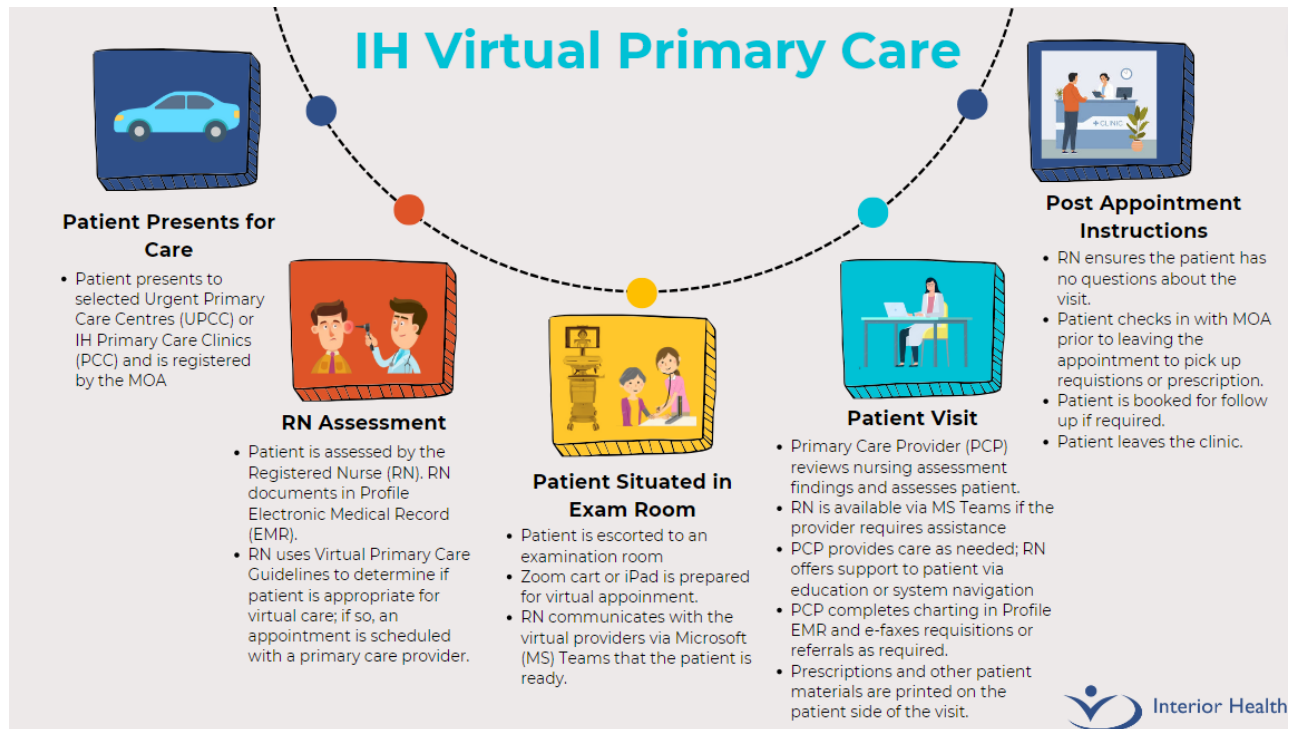 IH Virtual Primary Care
Patient Presents for
Care
• Patient presents to
selected Urgent Primary
Care Centres (UPCC) or
IH Primary Care Clinics
(PCC) and is registered
by the MOA
RN Assessment
• Patient is assessed by the
Registered Nurse (RN). RN
documents in Profile
Electronic Medical Record
(EMR).
• RN uses Virtual Primary Care
Guidelines to determine if
patient is appropriate for
virtual care; if so, an
appointment is scheduled
with a primary care provider.
Patient Situated in
Exam Room
• Patient is escorted to an
examination room
• Zoom cart or iPad is prepared
for virtual appoinment.
• RN communicates with the
virtual providers via Microsoft
(MS) Teams that the patient is
ready.
Patient Visit
• Primary Care Provider (PCP)
reviews nursing assessment
findings and assesses patient.
• RN is available via MS Teams if the
provider requires assistance
• PCP provides care as needed; RN
offers support to patient via
education or system navigation
• PCP completes charting in Profile
EMR and e-faxes requisitions or
referrals as required.
• Prescriptions and other patient
materials are printed on the
patient side of the visit.
+CLINIC
Post Appointment
Instructions
• RN ensures the patient has
no questions about the
visit.
• Patient checks in with MOA
prior to leaving the
appointment to pick up
requistions or prescription.
• Patient is booked for follow
up if required.
• Patient leaves the clinic.
Interior Health